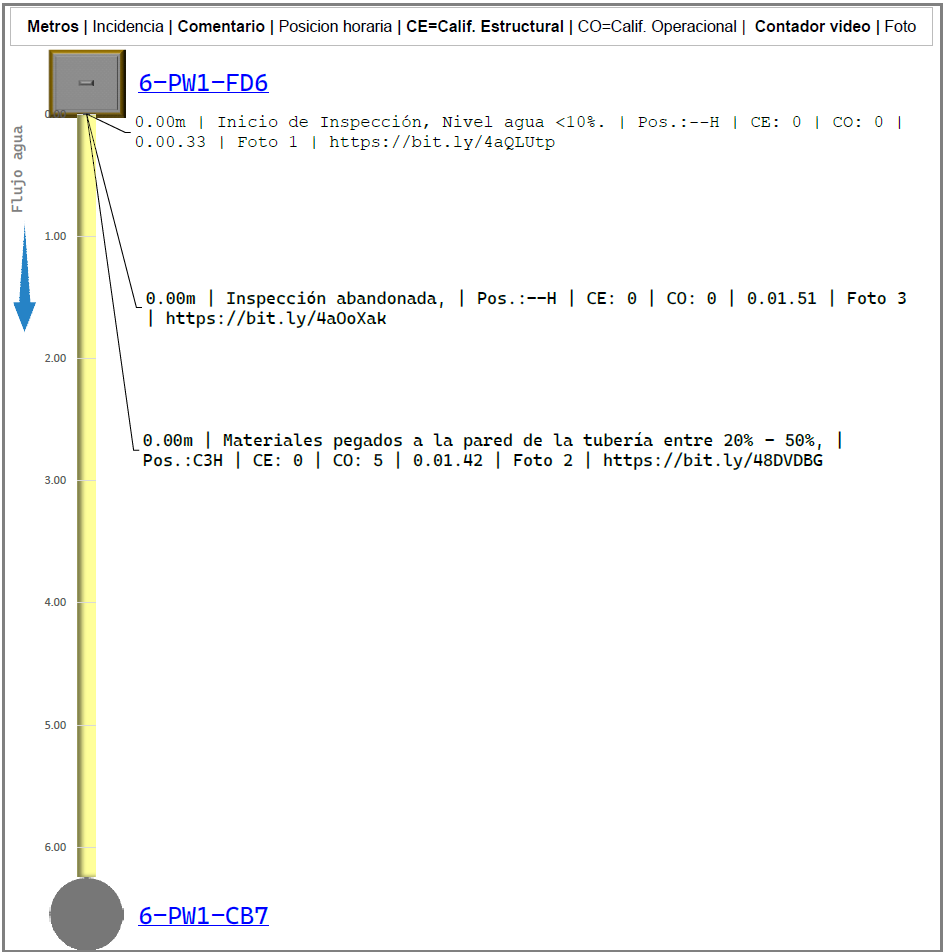 Metros | Incidencia | Comentario | Posicion horaria | CE=Calif. Estructural | CO=Calif. Operacional | Contador video | Foto
6-PW1-FD6
0.00
0.00m | Inicio de Inspección, Nivel agua <10%. | Pos.:--H | CE: 0 | CO: 0 |
0.00.33 | Foto 1 | https://bit.ly/4aQLUtp
Flujo agua
1.00
0.00m | Inspección abandonada, | Pos.:--H | CE: 0 | CO: 0 | 0.01.51 | Foto 3
| https://bit.ly/4aOoXak
2.00
0.00m | Materiales pegados a la pared de la tubería entre 20% - 50%, |
Pos.:C3H | CE: 0 | CO: 5 | 0.01.42 | Foto 2 | https://bit.ly/48DVDBG
3.00
4.00
5.00
6.00
6-PW1-CB7